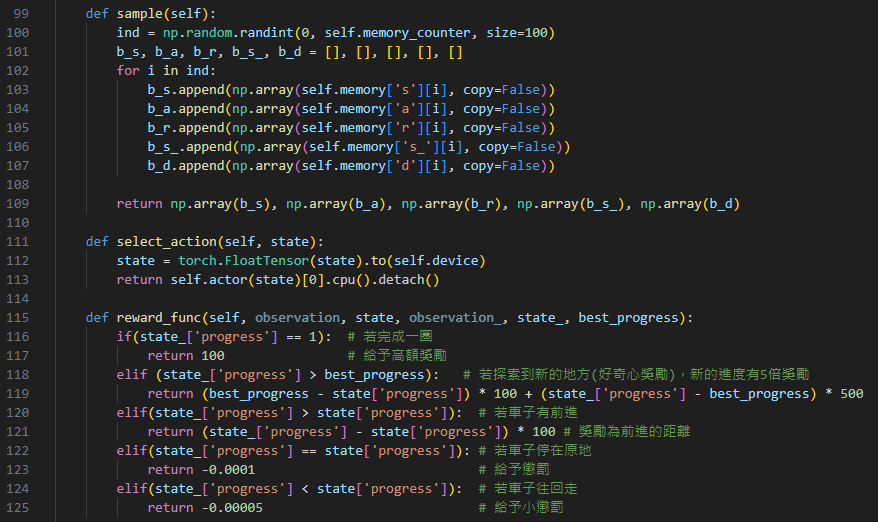 99 def sample(self):
100 ind = np.random.randint(0, self.memory_counter, size=100)
101 b_s, b_a, b_r, b_s_, b_d = [], [], [], [], []
102 for i in ind:
103 b_s.append(np.array(self.memory['s'][i], copy=False))
104 b_a.append(np.array(self.memory['a'][i], copy=False))
105 b_r.append(np.array(self.memory['r'][i], copy=False))
106 b_s_.append(np.array(self.memory['s_'][i], copy=False))
107 b_d.append(np.array(self.memory['d'][i], copy=False))
108
109 return np.array(b_s), np.array(b_a), np.array(b_r), np.array(b_s_), np.array(b_d)
110
111 def select_action(self, state):
112 state = torch.FloatTensor(state).to(self.device)
113 return self.actor(state)[0].cpu().detach()
114
115 def reward_func(self, observation, state, observation_, state_, best_progress):
116 if(state_['progress'] == 1): # 若完成一圈
117 return 100 # 給予高額獎勵
118 elif (state_['progress'] > best_progress): # 若探索到新的地方(好奇心獎勵)，新的進度有5倍獎勵
119 return (best_progress - state['progress']) * 100 + (state_['progress'] - best_progress) * 500
120 elif(state_['progress'] > state['progress']): # 若車子有前進
121 return (state_['progress'] - state['progress']) * 100 # 獎勵為前進的距離
122 elif(state_['progress'] == state['progress']): # 若車子停在原地
123 return -0.0001 # 給予懲罰
124 elif(state_['progress'] < state['progress']): # 若車子往回走
125 return -0.00005 # 給予小懲罰